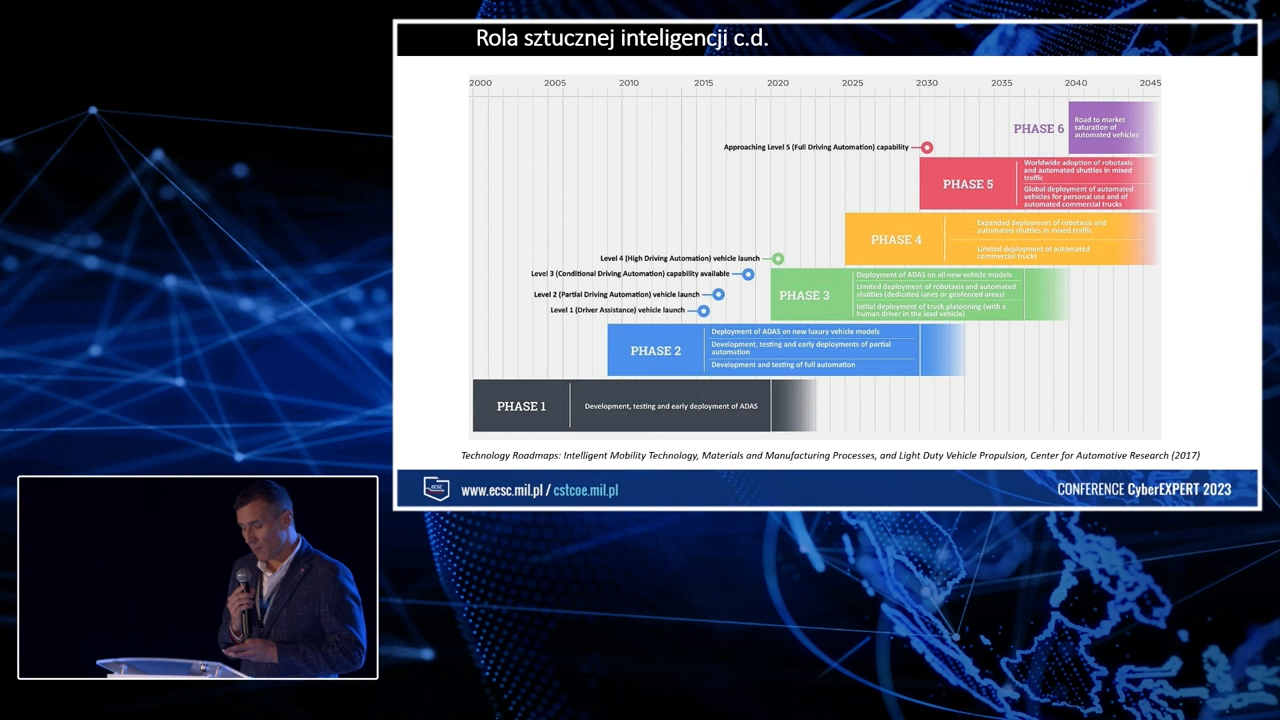 Rola sztucznej inteligencji c.d.
2000 2005 2010 2015 2020 2025 2030 2035 2040 2045
PHASE 6
Road to market
saturation of
automated vehicles
Approaching Level 5 (Full Driving Automation) capability
PHASE 5
Worldwide adoption of robotaxis
and automated shuttles in mixed
traffic
Global deployment of automated
vehicles for personal use and of
automated commercial trucks
PHASE 4
Expanded deployment of robotaxis and
automated shuttles in mixed traffic
Limited deployment of automated
commercial trucks
Level 4 (High Driving Automation) vehicle launch
Level 3 (Conditional Driving Automation) capability available
Level 2 (Partial Driving Automation) vehicle launch
Level 1 (Driver Assistance) vehicle launch
PHASE 3
Deployment of ADAS on all new vehicle models
Limited deployment of robotaxis and automated
shuttles (dedicated lanes or geofenced areas)
Initial deployment of truck platooning (with a
human driver in the lead vehicle)
PHASE 2
Deployment of ADAS on new luxury vehicle models
Development, testing and early deployments of partial
automation
Development and testing of full automation
PHASE 1
Development, testing and early deployment of ADAS
Technology Roadmaps: Intelligent Mobility Technology, Materials and Manufacturing Processes, and Light Duty Vehicle Propulsion, Center for Automotive Research (2017)
ecsc
www.ecsc.mil.pl / cstcoe.mil.pl
CONFERENCE CyberEXPERT 2023